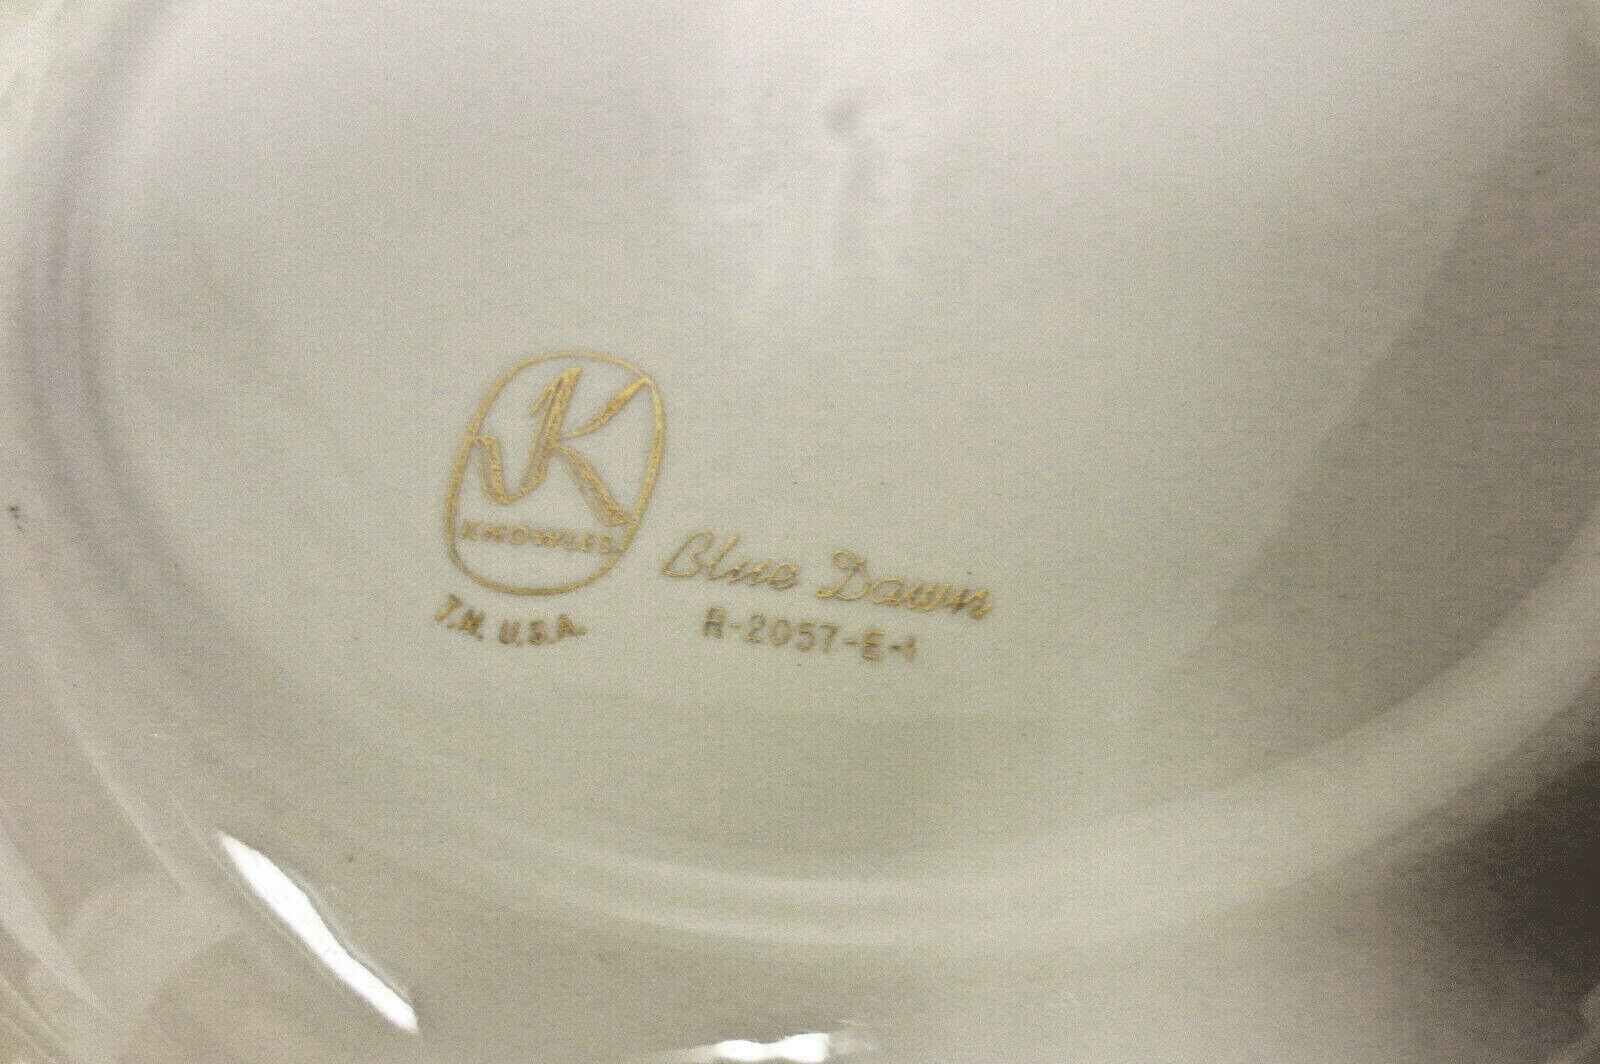 K
KNOWLES
T.M. U.S.A.
Blue Dawn
R-2057-E-1